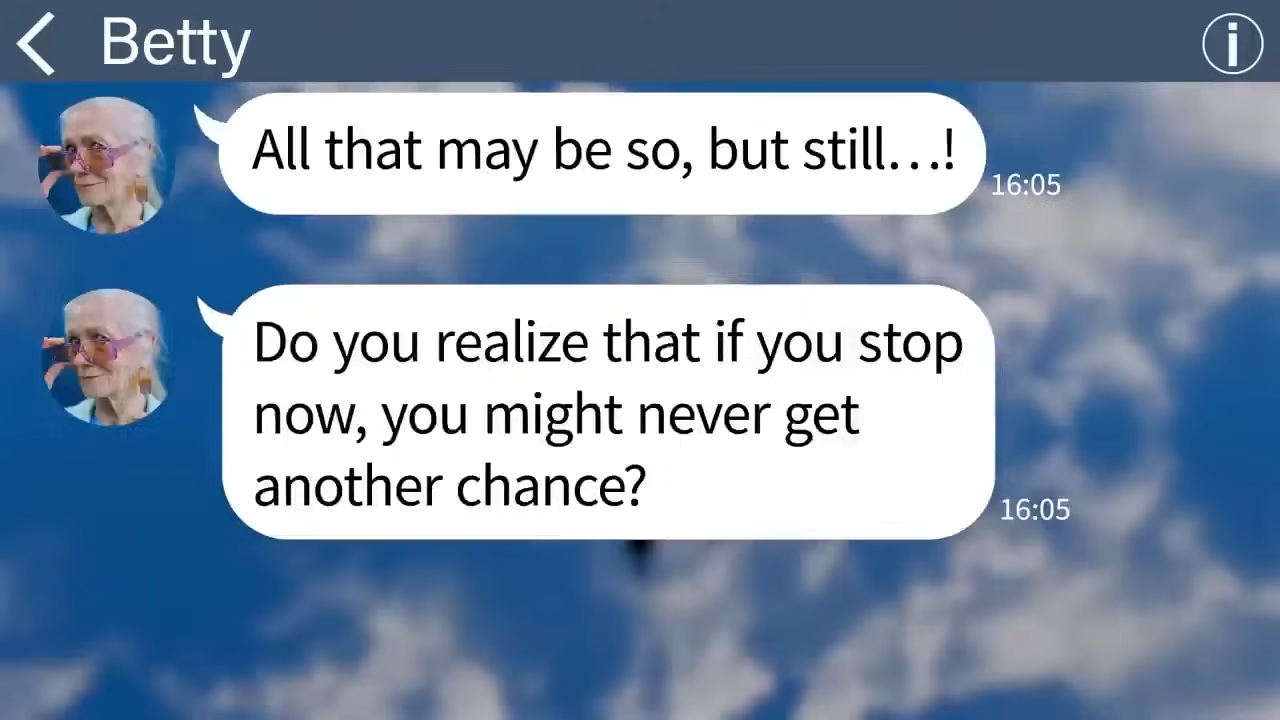 Betty
All that may be so, but still…!
16:05
Do you realize that if you stop
now, you might never get
another chance?
16:05